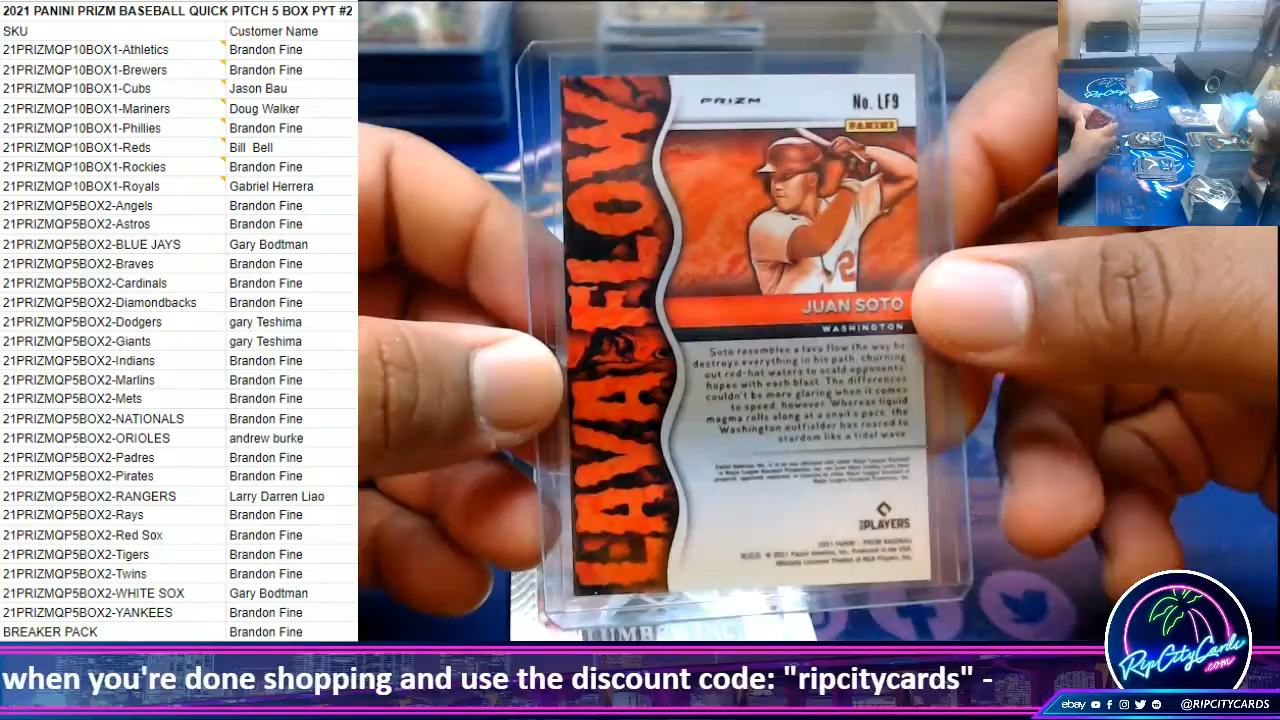 2021 PANINI PRIZM BASEBALL QUICK PITCH 5 BOX PYT #2
SKU Customer Name
21PRIZMQP10BOX1-Athletics Brandon Fine
21PRIZMQP10BOX1-Brewers Brandon Fine
21PRIZMQP10BOX1-Cubs Jason Bau
21PRIZMQP10BOX1-Mariners Doug Walker
21PRIZMQP10BOX1-Phillies Brandon Fine
21PRIZMQP10BOX1-Reds Bill Bell
21PRIZMQP10BOX1-Rockies Brandon Fine
21PRIZMQP10BOX1-Royals Gabriel Herrera
21PRIZMQP5BOX2-Angels Brandon Fine
21PRIZMQP5BOX2-Astros Brandon Fine
21PRIZMQP5BOX2-BLUE JAYS Gary Bodtman
21PRIZMQP5BOX2-Braves Brandon Fine
21PRIZMQP5BOX2-Cardinals Brandon Fine
21PRIZMQP5BOX2-Diamondbacks Brandon Fine
21PRIZMQP5BOX2-Dodgers gary Teshima
21PRIZMQP5BOX2-Giants gary Teshima
21PRIZMQP5BOX2-Indians Brandon Fine
21PRIZMQP5BOX2-Marlins Brandon Fine
21PRIZMQP5BOX2-Mets Brandon Fine
21PRIZMQP5BOX2-NATIONALS Brandon Fine
21PRIZMQP5BOX2-ORIOLES andrew burke
21PRIZMQP5BOX2-Padres Brandon Fine
21PRIZMQP5BOX2-Pirates Brandon Fine
21PRIZMQP5BOX2-RANGERS Larry Darren Liao
21PRIZMQP5BOX2-Rays Brandon Fine
21PRIZMQP5BOX2-Red Sox Brandon Fine
21PRIZMQP5BOX2-Tigers Brandon Fine
21PRIZMQP5BOX2-Twins Brandon Fine
21PRIZMQP5BOX2-WHITE SOX Gary Bodtman
21PRIZMQP5BOX2-YANKEES Brandon Fine
BREAKER PACK Brandon Fine
LAVA FLOW
PRIZM No. LF9
PANINI
2
JUAN SOTO
WASHINGTON
Soto resembles a lava flow the way he
destroys everything in his path, churning
out red-hot waters to scald opponents'
hopes with each blast. The differences
couldn't be more glaring when it comes
to speed, however. Whereas liquid
magma rolls along at a snail's pace, the
Washington outfielder has roared to
stardom like a tidal wave
PLAYERS
2021 PANINI - PRIZM BASEBALL
RipCityCards
.com
when you're done shopping and use the discount code: "ripcitycards" -
ebay @RIPCITYCARDS